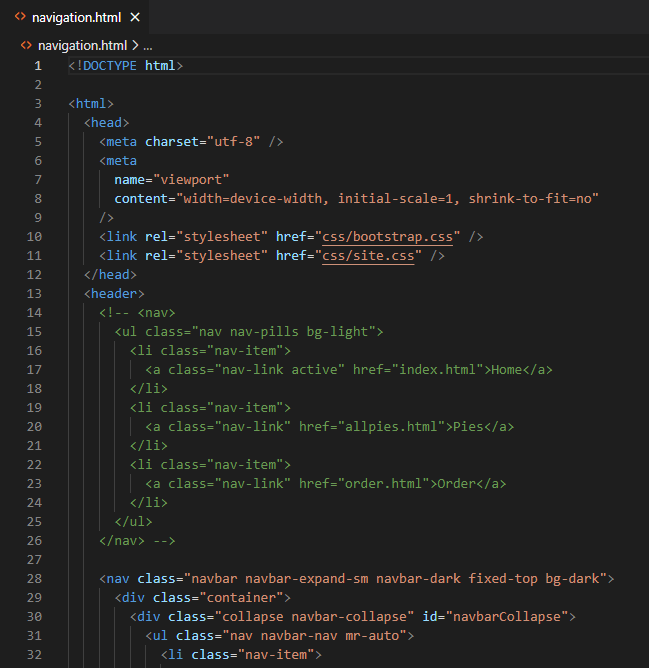 navigation.html ×
navigation.html > ...
1 <!DOCTYPE html>
2
3 <html>
4 <head>
5 <meta charset="utf-8" />
6 <meta
7 name="viewport"
8 content="width=device-width, initial-scale=1, shrink-to-fit=no"
9 />
10 <link rel="stylesheet" href="css/bootstrap.css" />
11 <link rel="stylesheet" href="css/site.css" />
12 </head>
13 <header>
14 <!-- <nav>
15 <ul class="nav nav-pills bg-light">
16 <li class="nav-item">
17 <a class="nav-link active" href="index.html">Home</a>
18 </li>
19 <li class="nav-item">
20 <a class="nav-link" href="allpies.html">Pies</a>
21 </li>
22 <li class="nav-item">
23 <a class="nav-link" href="order.html">Order</a>
24 </li>
25 </ul>
26 </nav> -->
27
28 <nav class="navbar navbar-expand-sm navbar-dark fixed-top bg-dark">
29 <div class="container">
30 <div class="collapse navbar-collapse" id="navbarCollapse">
31 <ul class="nav navbar-nav mr-auto">
32 <li class="nav-item">